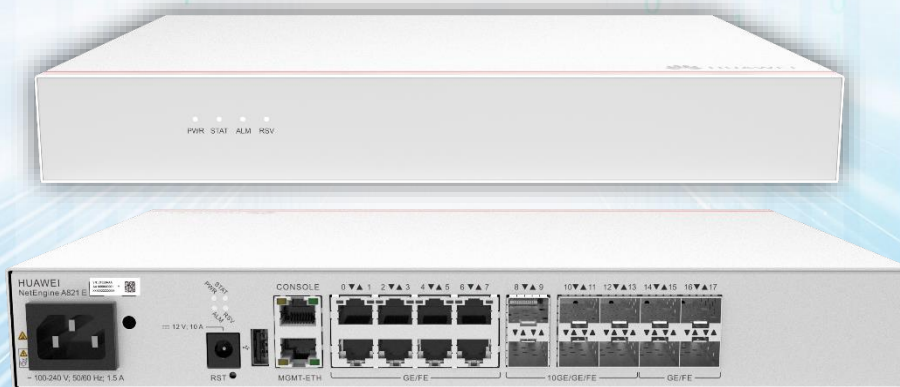 HUAWEI
PWR STAT ALM RSV
HUAWEI
NetEngine A821 E
PWR STAT
ALM RSV
⎓ 12 V, 10 A
~ 100-240 V; 50/60 Hz; 1.5 A
RST
CONSOLE
MGMT-ETH
0▼▲1 2▼▲3 4▼▲5 6▼▲7
GE/FE
8▼▲9 10▼▲11 12▼▲13 14▼▲15 16▼▲17
10GE/GE/FE
GE/FE